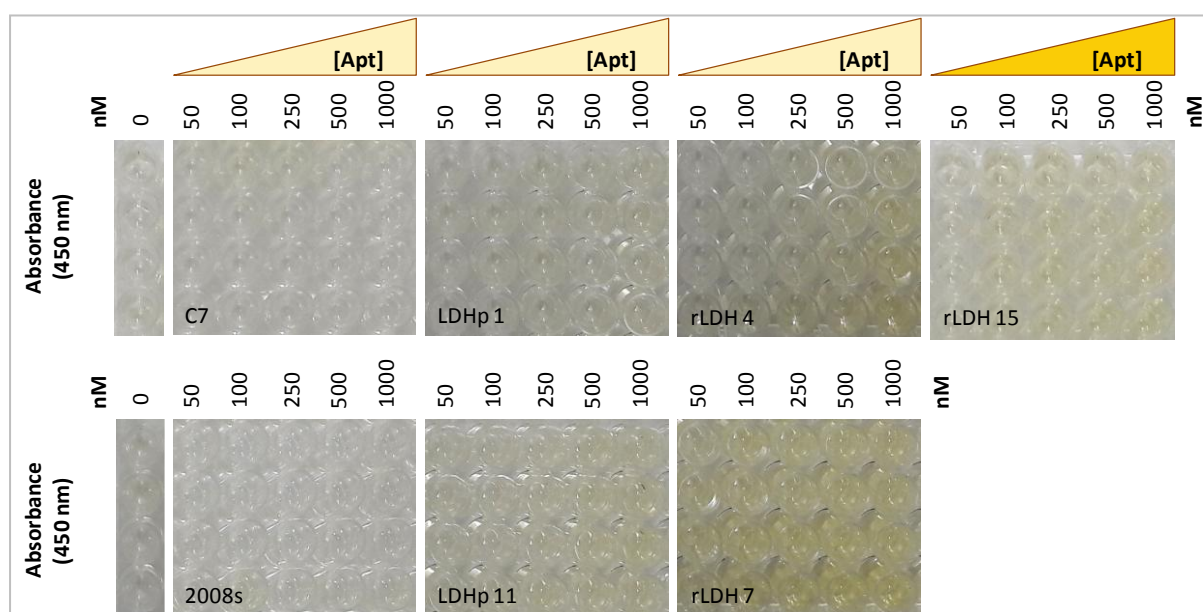 [Apt] [Apt] [Apt] [Apt]
nM 0 50 100 250 500 1000 50 100 250 500 1000 50 100 250 500 1000 50 100 250 500 1000 nM
Absorbance
(450 nm)
C7 LDHp 1 rLDH 4 rLDH 15
nM 0 50 100 250 500 1000 50 100 250 500 1000 50 100 250 500 1000 nM
Absorbance
(450 nm)
2008s LDHp 11 rLDH 7